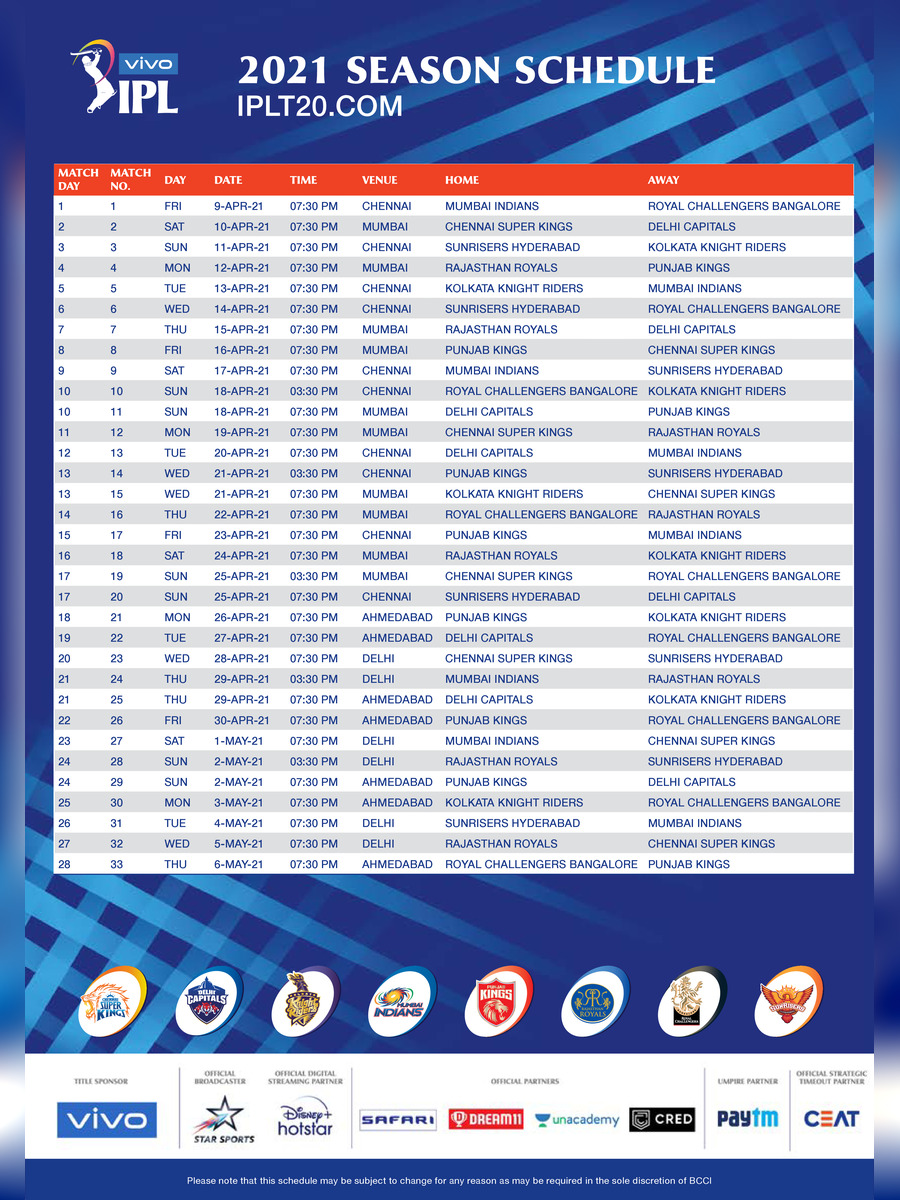 vivo
IPL
2021 SEASON SCHEDULE
IPLT20.COM
MATCH DAY MATCH NO. DAY DATE TIME VENUE HOME AWAY
1 1 FRI 9-APR-21 07:30 PM CHENNAI MUMBAI INDIANS ROYAL CHALLENGERS BANGALORE
2 2 SAT 10-APR-21 07:30 PM MUMBAI CHENNAI SUPER KINGS DELHI CAPITALS
3 3 SUN 11-APR-21 07:30 PM CHENNAI SUNRISERS HYDERABAD KOLKATA KNIGHT RIDERS
4 4 MON 12-APR-21 07:30 PM MUMBAI RAJASTHAN ROYALS PUNJAB KINGS
5 5 TUE 13-APR-21 07:30 PM CHENNAI KOLKATA KNIGHT RIDERS MUMBAI INDIANS
6 6 WED 14-APR-21 07:30 PM CHENNAI SUNRISERS HYDERABAD ROYAL CHALLENGERS BANGALORE
7 7 THU 15-APR-21 07:30 PM MUMBAI RAJASTHAN ROYALS DELHI CAPITALS
8 8 FRI 16-APR-21 07:30 PM MUMBAI PUNJAB KINGS CHENNAI SUPER KINGS
9 9 SAT 17-APR-21 07:30 PM CHENNAI MUMBAI INDIANS SUNRISERS HYDERABAD
10 10 SUN 18-APR-21 03:30 PM CHENNAI ROYAL CHALLENGERS BANGALORE KOLKATA KNIGHT RIDERS
10 11 SUN 18-APR-21 07:30 PM MUMBAI DELHI CAPITALS PUNJAB KINGS
11 12 MON 19-APR-21 07:30 PM MUMBAI CHENNAI SUPER KINGS RAJASTHAN ROYALS
12 13 TUE 20-APR-21 07:30 PM CHENNAI DELHI CAPITALS MUMBAI INDIANS
13 14 WED 21-APR-21 03:30 PM CHENNAI PUNJAB KINGS SUNRISERS HYDERABAD
13 15 WED 21-APR-21 07:30 PM MUMBAI KOLKATA KNIGHT RIDERS CHENNAI SUPER KINGS
14 16 THU 22-APR-21 07:30 PM MUMBAI ROYAL CHALLENGERS BANGALORE RAJASTHAN ROYALS
15 17 FRI 23-APR-21 07:30 PM CHENNAI PUNJAB KINGS MUMBAI INDIANS
16 18 SAT 24-APR-21 07:30 PM MUMBAI RAJASTHAN ROYALS KOLKATA KNIGHT RIDERS
17 19 SUN 25-APR-21 03:30 PM MUMBAI CHENNAI SUPER KINGS ROYAL CHALLENGERS BANGALORE
17 20 SUN 25-APR-21 07:30 PM CHENNAI SUNRISERS HYDERABAD DELHI CAPITALS
18 21 MON 26-APR-21 07:30 PM AHMEDABAD PUNJAB KINGS KOLKATA KNIGHT RIDERS
19 22 TUE 27-APR-21 07:30 PM AHMEDABAD DELHI CAPITALS ROYAL CHALLENGERS BANGALORE
20 23 WED 28-APR-21 07:30 PM DELHI CHENNAI SUPER KINGS SUNRISERS HYDERABAD
21 24 THU 29-APR-21 03:30 PM DELHI MUMBAI INDIANS RAJASTHAN ROYALS
21 25 THU 29-APR-21 07:30 PM AHMEDABAD DELHI CAPITALS KOLKATA KNIGHT RIDERS
22 26 FRI 30-APR-21 07:30 PM AHMEDABAD PUNJAB KINGS ROYAL CHALLENGERS BANGALORE
23 27 SAT 1-MAY-21 07:30 PM DELHI MUMBAI INDIANS CHENNAI SUPER KINGS
24 28 SUN 2-MAY-21 03:30 PM DELHI RAJASTHAN ROYALS SUNRISERS HYDERABAD
24 29 SUN 2-MAY-21 07:30 PM AHMEDABAD PUNJAB KINGS DELHI CAPITALS
25 30 MON 3-MAY-21 07:30 PM AHMEDABAD KOLKATA KNIGHT RIDERS ROYAL CHALLENGERS BANGALORE
26 31 TUE 4-MAY-21 07:30 PM DELHI SUNRISERS HYDERABAD MUMBAI INDIANS
27 32 WED 5-MAY-21 07:30 PM DELHI RAJASTHAN ROYALS CHENNAI SUPER KINGS
28 33 THU 6-MAY-21 07:30 PM AHMEDABAD ROYAL CHALLENGERS BANGALORE PUNJAB KINGS
CHENNAI SUPER KINGS
DELHI CAPITALS
Knight Riders
MUMBAI INDIANS
PUNJAB KINGS
RR RAJASTHAN ROYALS
ROYAL CHALLENGERS
SUNRISERS
TITLE SPONSOR
OFFICIAL BROADCASTER
OFFICIAL DIGITAL STREAMING PARTNER
OFFICIAL PARTNERS
UMPIRE PARTNER
OFFICIAL STRATEGIC TIMEOUT PARTNER
vivo
STAR SPORTS
Disney+ hotstar
SAFARI
DREAM11
unacademy
CRED
paytm
CEAT
Please note that this schedule may be subject to change for any reason as may be required in the sole discretion of BCCI